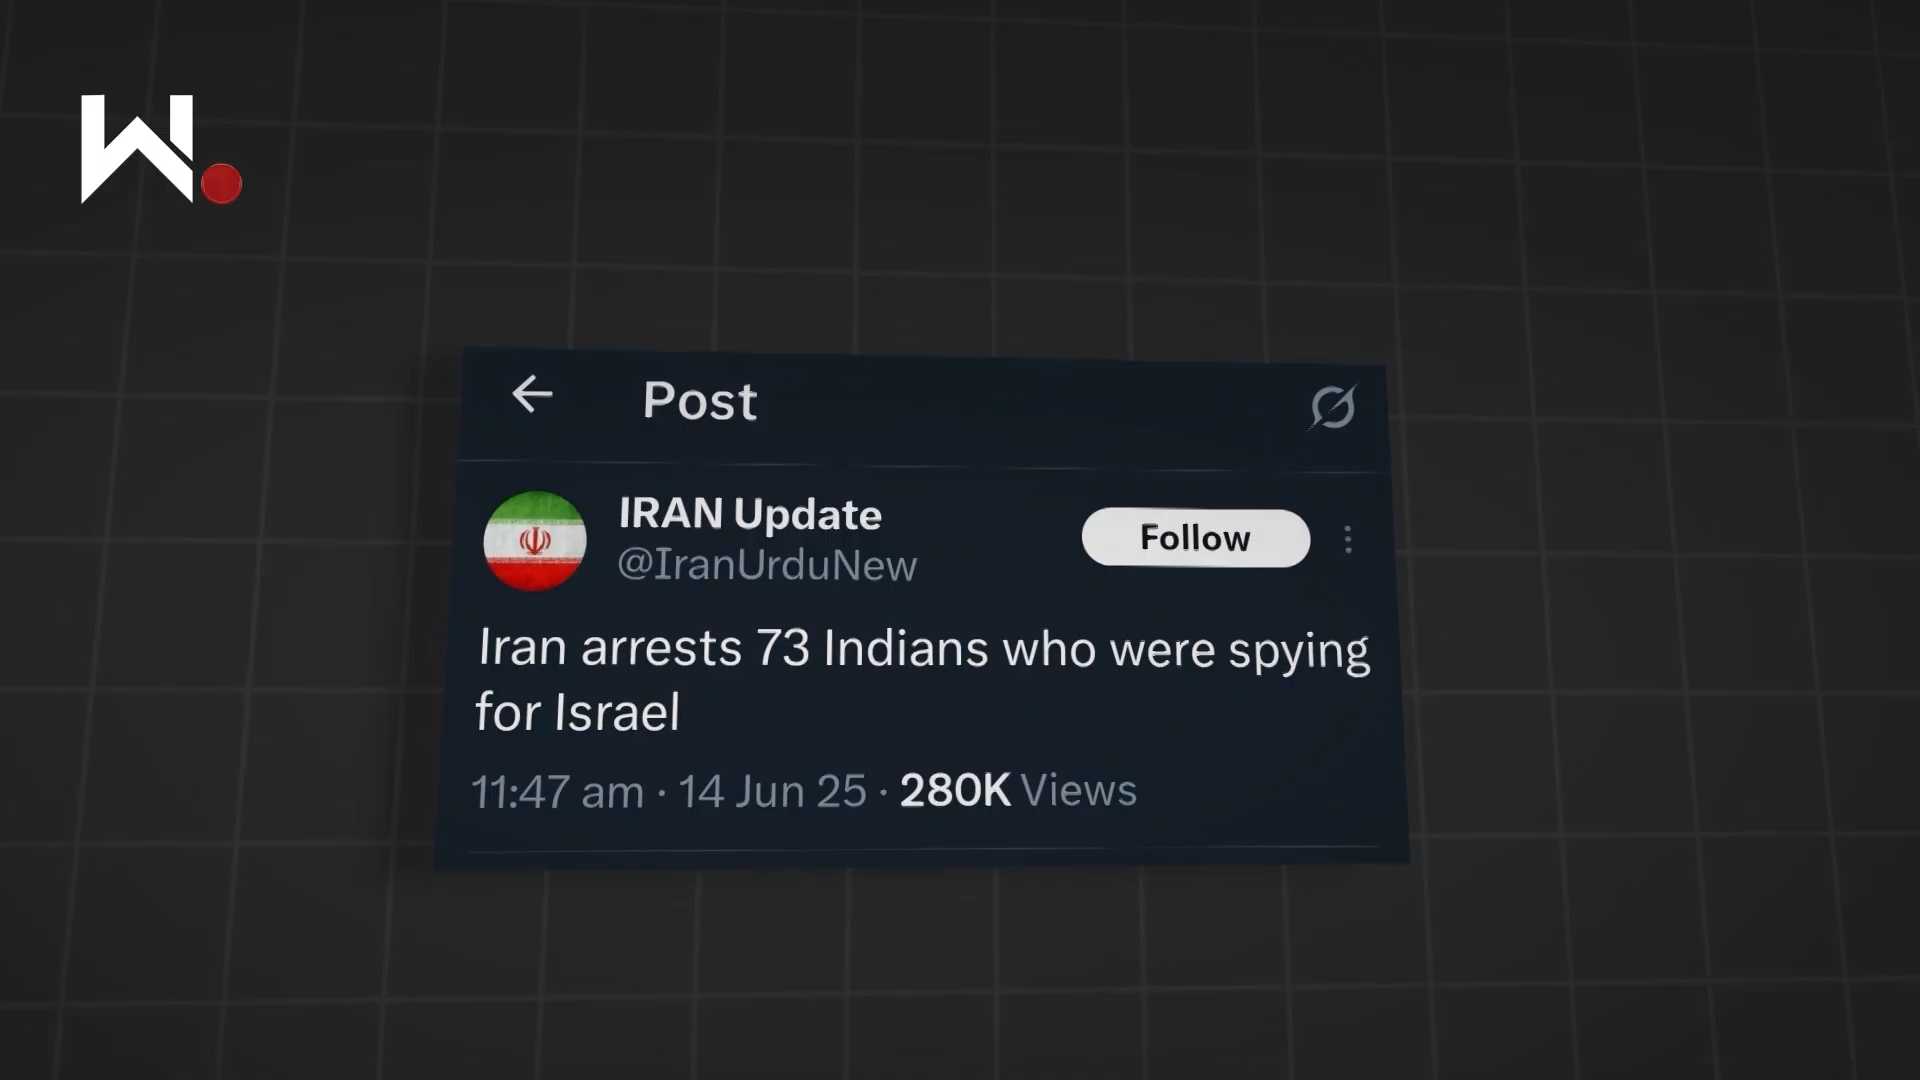 W.
Post
IRAN Update
Follow
@IranUrduNew
Iran arrests 73 Indians who were spying
for Israel
11:47 am · 14 Jun 25 · 280K Views